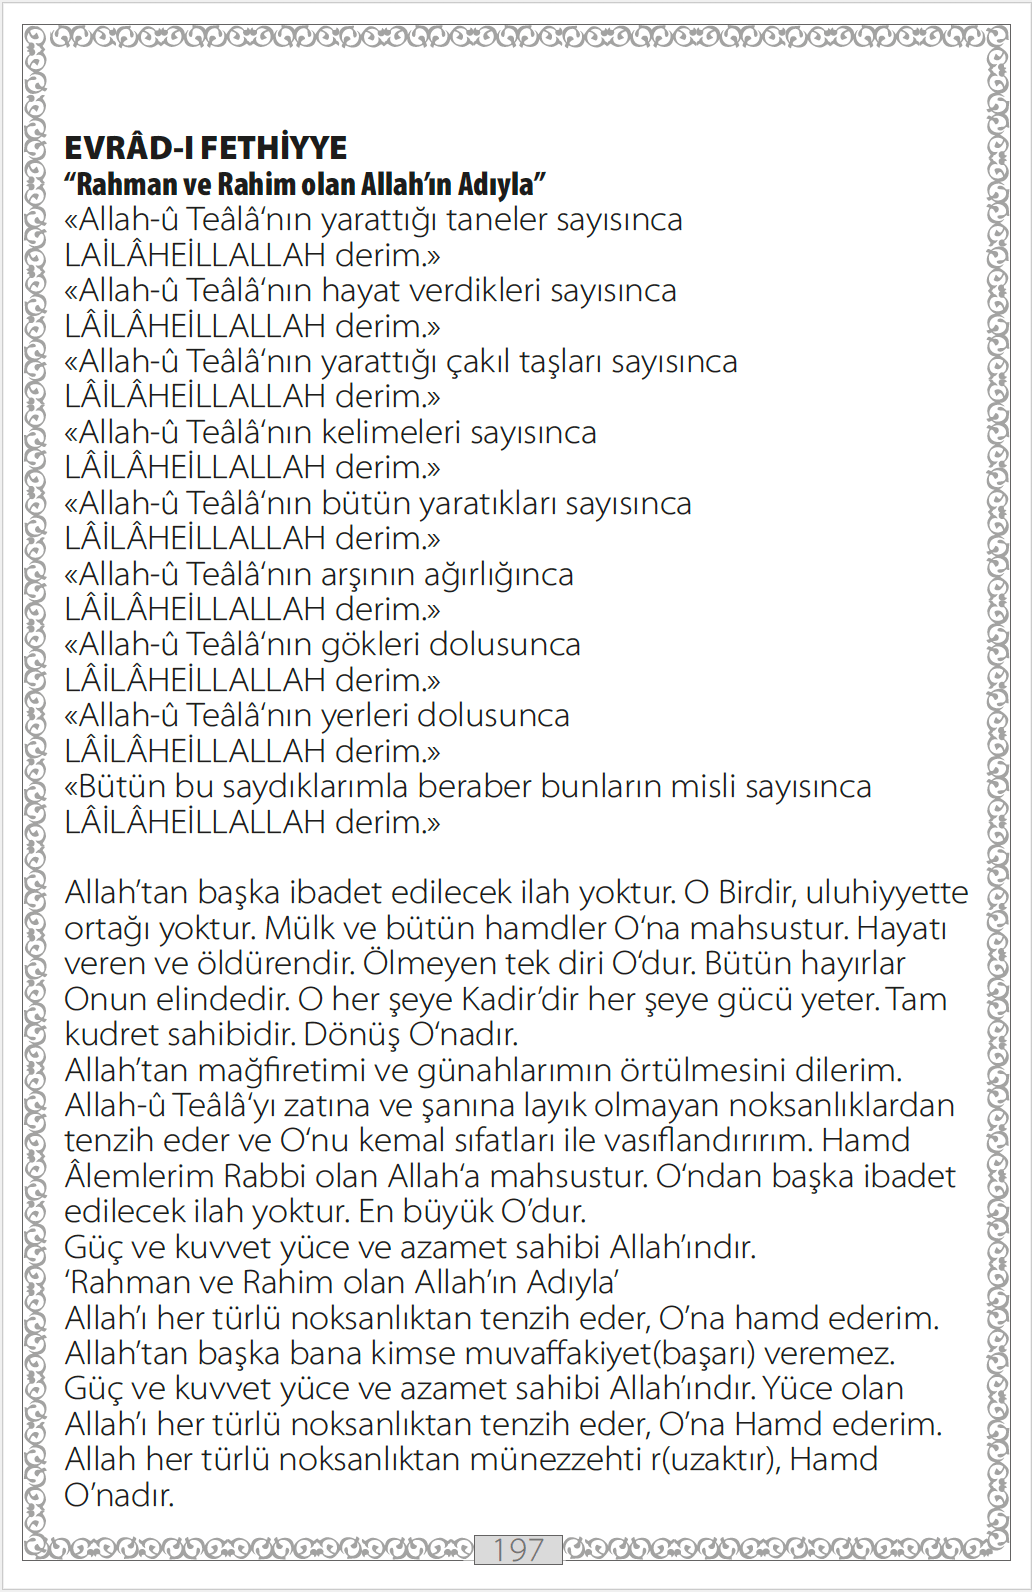 EVRÂD-I FETHİYYE
“Rahman ve Rahim olan Allah’ın Adıyla”
«Allah-û Teâlâ‘nın yarattığı taneler sayısınca
LAİLÂHEİLLALLAH derim.»
«Allah-û Teâlâ‘nın hayat verdikleri sayısınca
LÂİLÂHEİLLALLAH derim.»
«Allah-û Teâlâ‘nın yarattığı çakıl taşları sayısınca
LÂİLÂHEİLLALLAH derim.»
«Allah-û Teâlâ‘nın kelimeleri sayısınca
LÂİLÂHEİLLALLAH derim.»
«Allah-û Teâlâ‘nın bütün yaratıkları sayısınca
LÂİLÂHEİLLALLAH derim.»
«Allah-û Teâlâ‘nın arşının ağırlığınca
LÂİLÂHEİLLALLAH derim.»
«Allah-û Teâlâ‘nın gökleri dolusunca
LÂİLÂHEİLLALLAH derim.»
«Allah-û Teâlâ‘nın yerleri dolusunca
LÂİLÂHEİLLALLAH derim.»
«Bütün bu saydıklarımla beraber bunların misli sayısınca
LÂİLÂHEİLLALLAH derim.»
Allah’tan başka ibadet edilecek ilah yoktur. O Birdir, uluhiyyette
ortağı yoktur. Mülk ve bütün hamdler O‘na mahsustur. Hayatı
veren ve öldürendir. Ölmeyen tek diri O‘dur. Bütün hayırlar
Onun elindedir. O her şeye Kadir’dir her şeye gücü yeter. Tam
kudret sahibidir. Dönüş O‘nadır.
Allah’tan mağfiretimi ve günahlarımın örtülmesini dilerim.
Allah-û Teâlâ‘yı zatına ve şanına layık olmayan noksanlıklardan
tenzih eder ve O‘nu kemal sıfatları ile vasıflandırırım. Hamd
Âlemlerim Rabbi olan Allah‘a mahsustur. O‘ndan başka ibadet
edilecek ilah yoktur. En büyük O’dur.
Güç ve kuvvet yüce ve azamet sahibi Allah’ındır.
‘Rahman ve Rahim olan Allah’ın Adıyla’
Allah’ı her türlü noksanlıktan tenzih eder, O’na hamd ederim.
Allah’tan başka bana kimse muvaffakiyet(başarı) veremez.
Güç ve kuvvet yüce ve azamet sahibi Allah’ındır. Yüce olan
Allah’ı her türlü noksanlıktan tenzih eder, O’na Hamd ederim.
Allah her türlü noksanlıktan münezzehti r(uzaktır), Hamd
O’nadır.
197